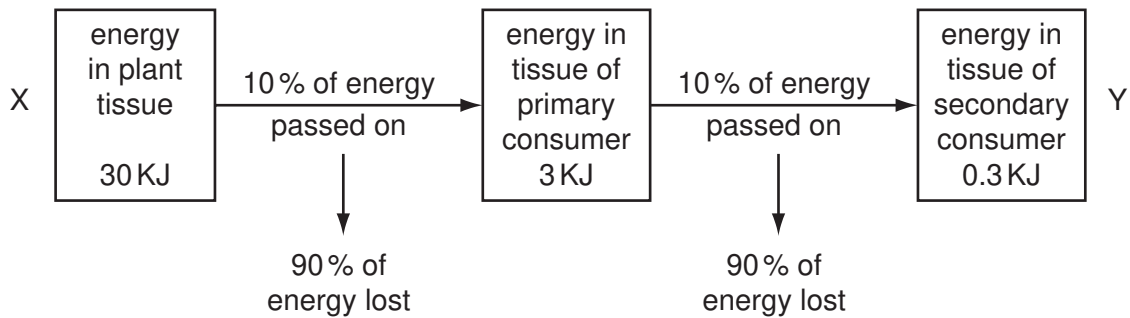 X
energy
in plant
tissue
30 KJ
10 % of energy
passed on
90 % of
energy lost
energy in
tissue of
primary
consumer
3 KJ
10 % of energy
passed on
90 % of
energy lost
energy in
tissue of
secondary
consumer
0.3 KJ
Y